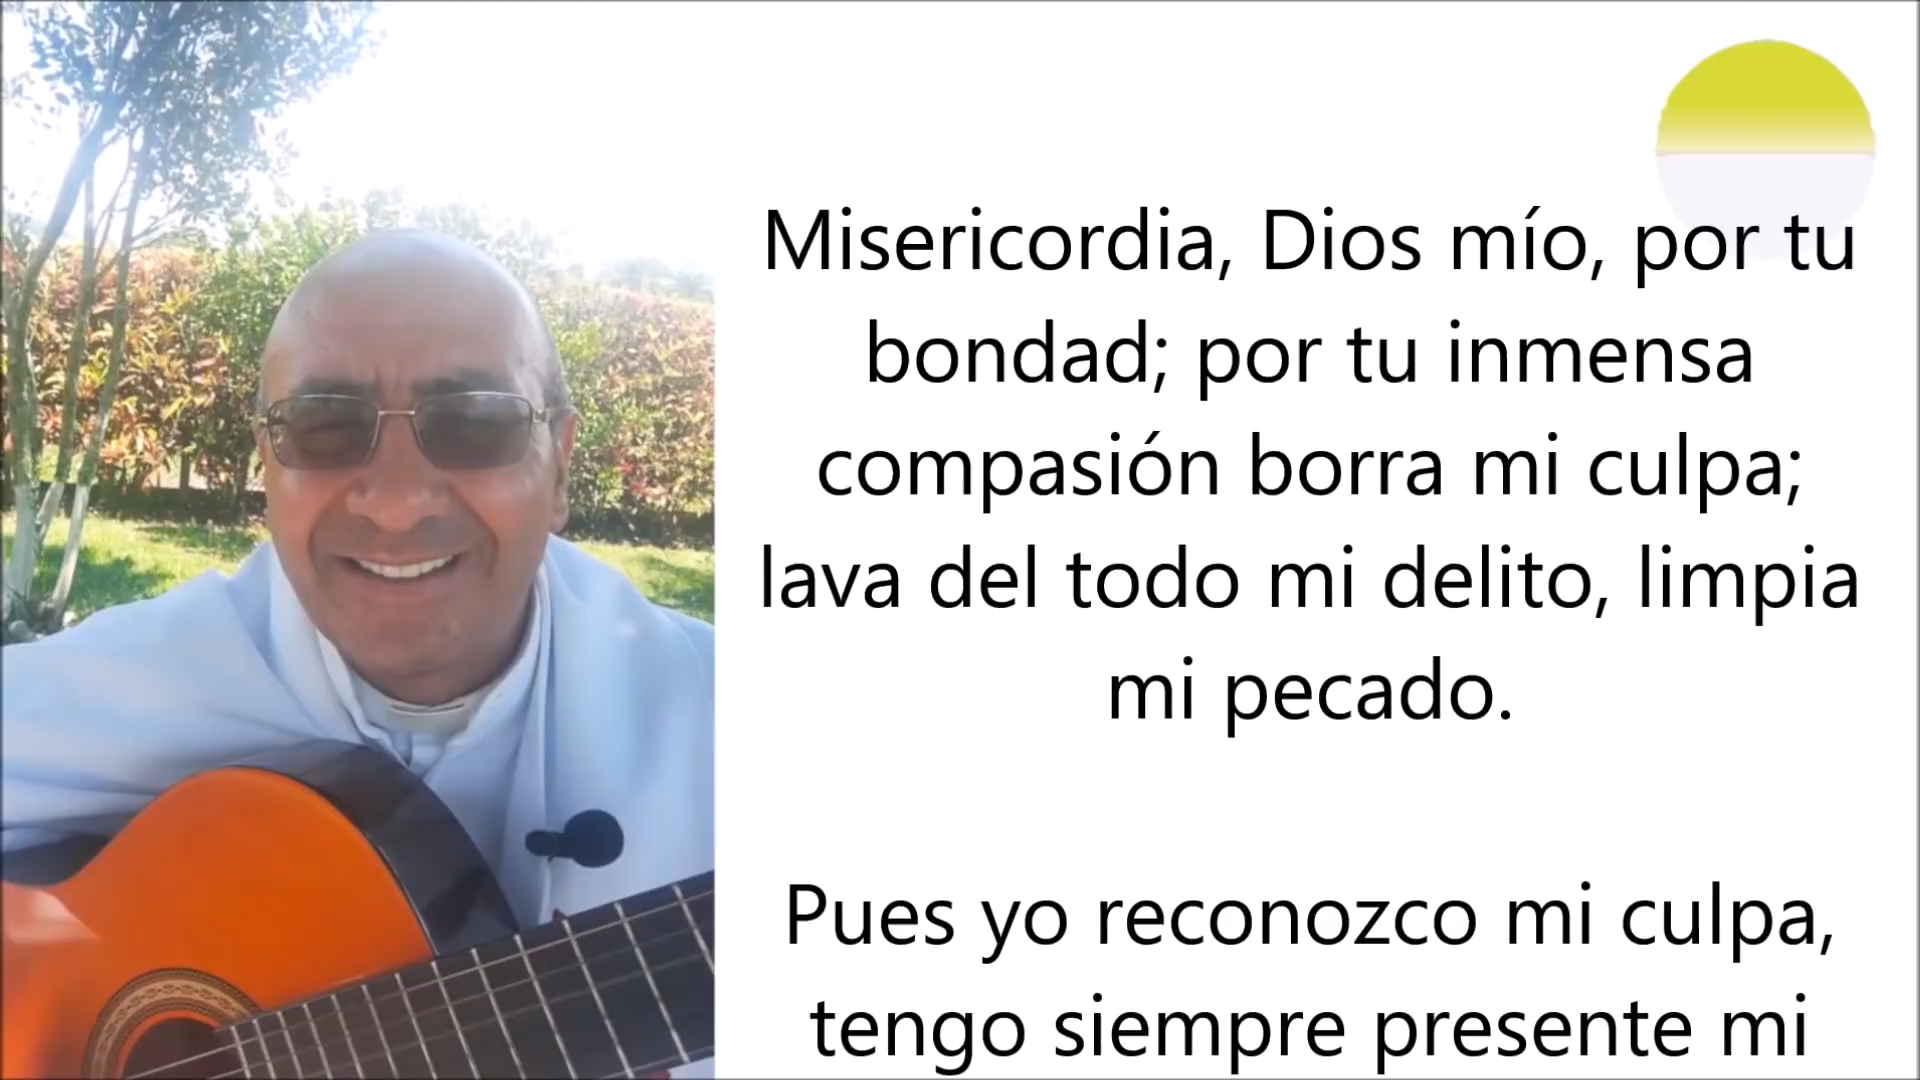 Misericordia, Dios mío, por tu
bondad; por tu inmensa
compasión borra mi culpa;
lava del todo mi delito, limpia
mi pecado.
Pues yo reconozco mi culpa,
tengo siempre presente mi